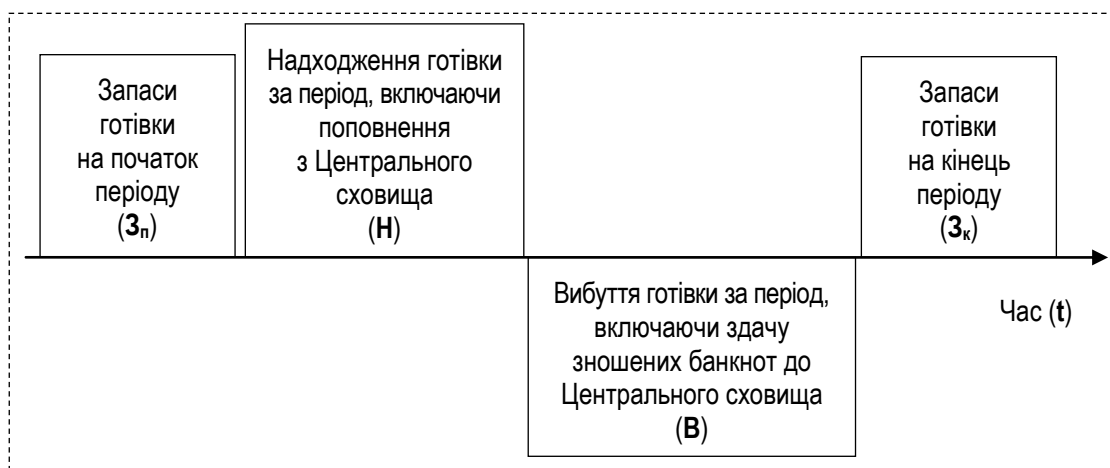 Запаси
готівки
на початок
періоду
(Зп)
Надходження готівки
за період, включаючи
поповнення
з Центрального
сховища
(Н)
Запаси
готівки
на кінець
періоду
(Зк)
Вибуття готівки за період,
включаючи здачу
зношених банкнот до
Центрального сховища
(В)
Час (t)